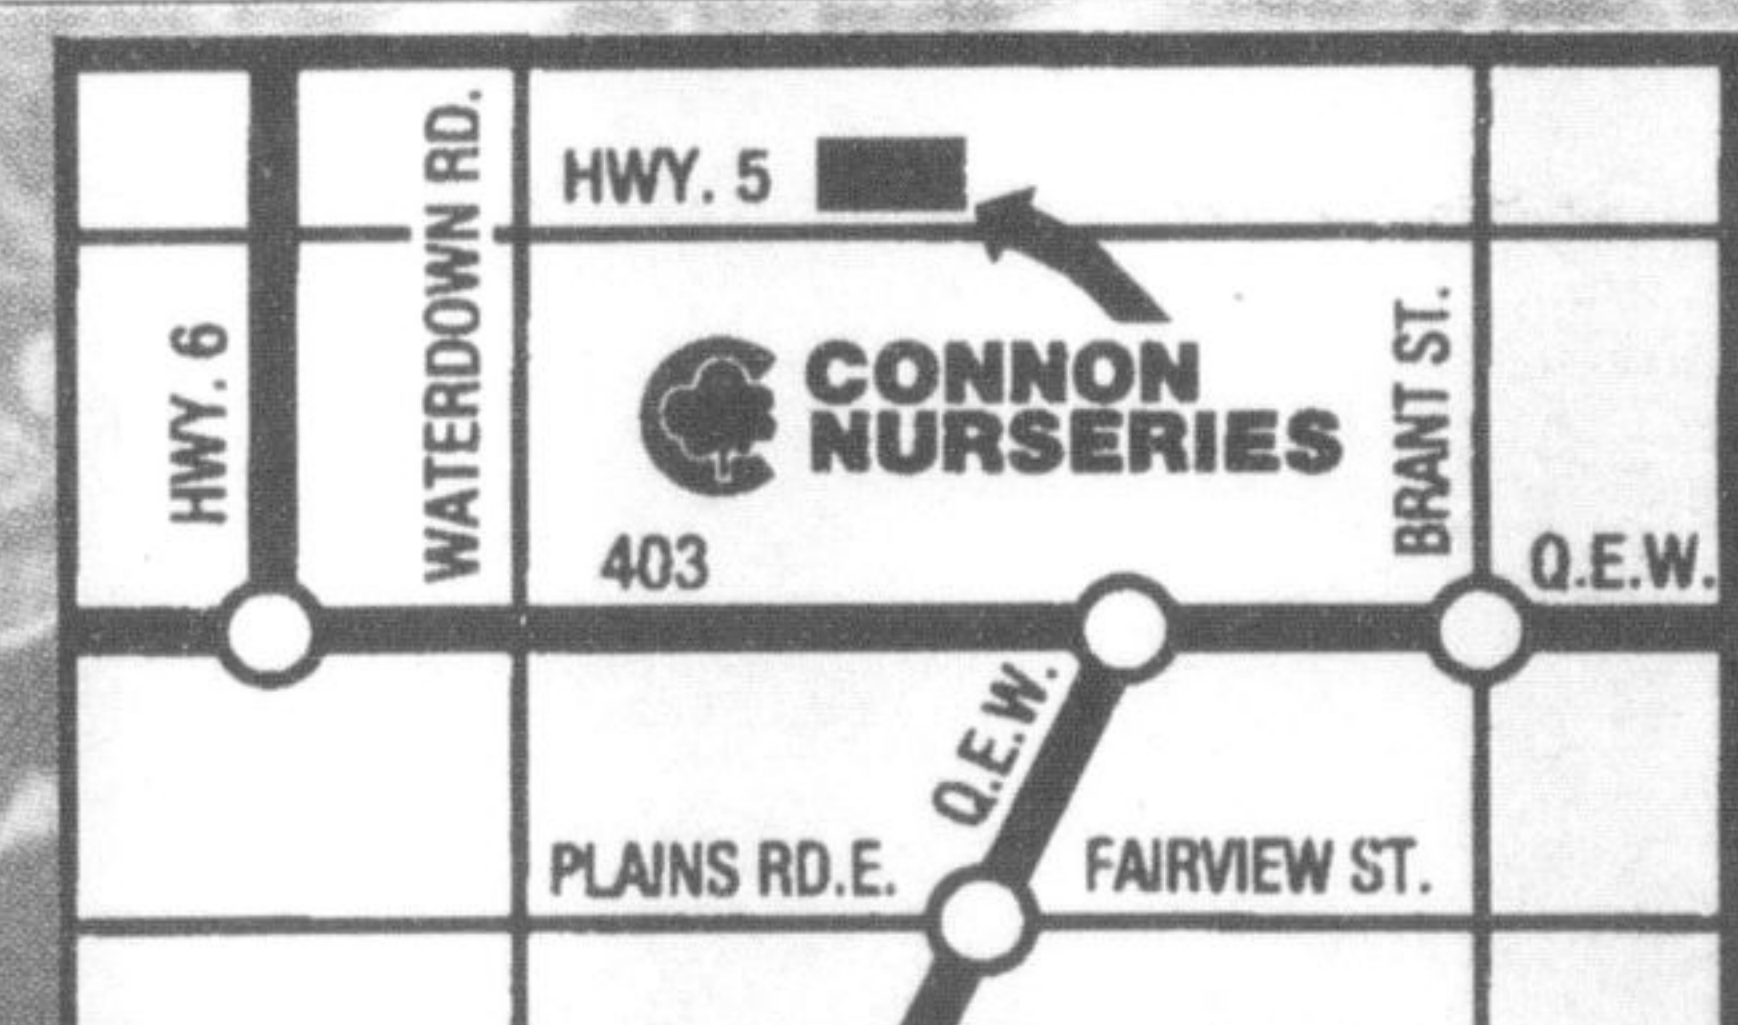 WATERDOWN RD.
HWY. 5
HWY. 6
CONNON
NURSERIES
BRANT ST.
403
Q.E.W.
Q.E.W.
PLAINS RD.E.
FAIRVIEW ST.